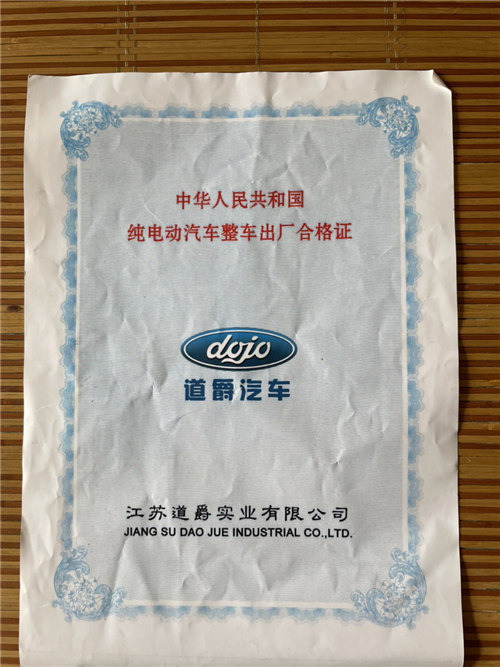 中华人民共和国
纯电动汽车整车出厂合格证
dojo
道爵汽车
江苏道爵实业有限公司
JIANG SU DAO JUE INDUSTRIAL CO.,LTD.